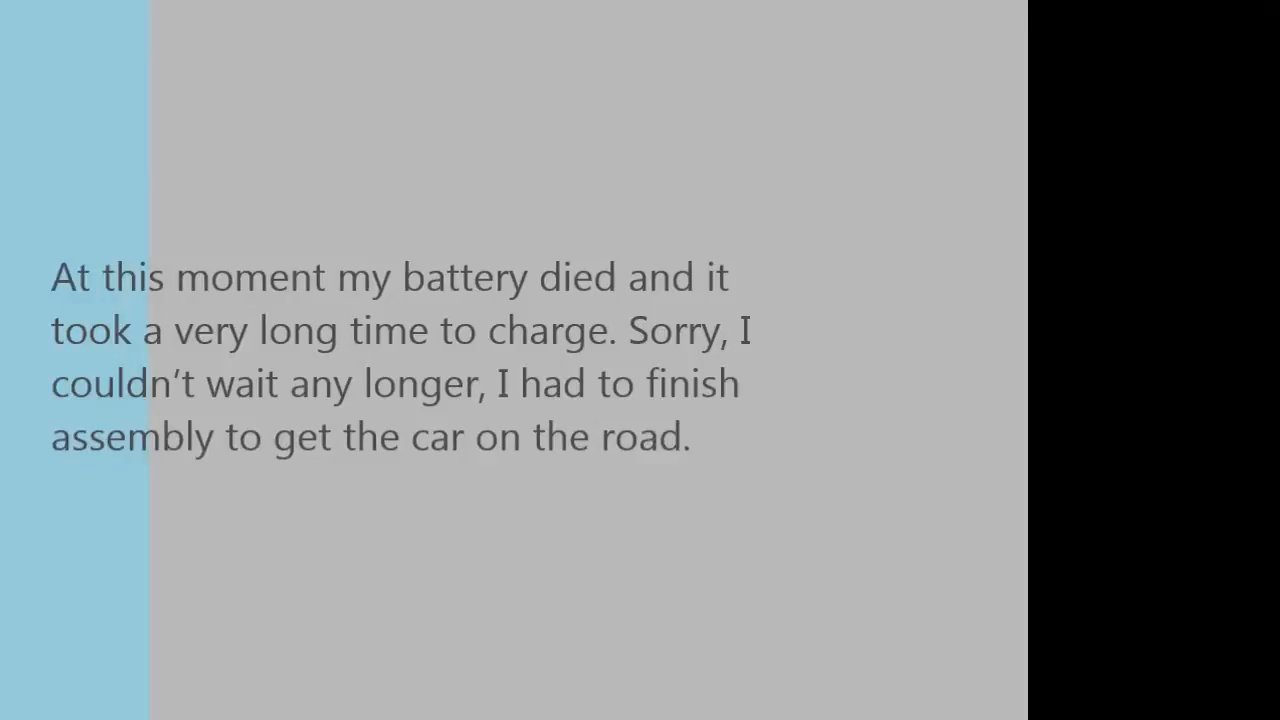 At this moment my battery died and it
took a very long time to charge. Sorry, I
couldn’t wait any longer, I had to finish
assembly to get the car on the road.